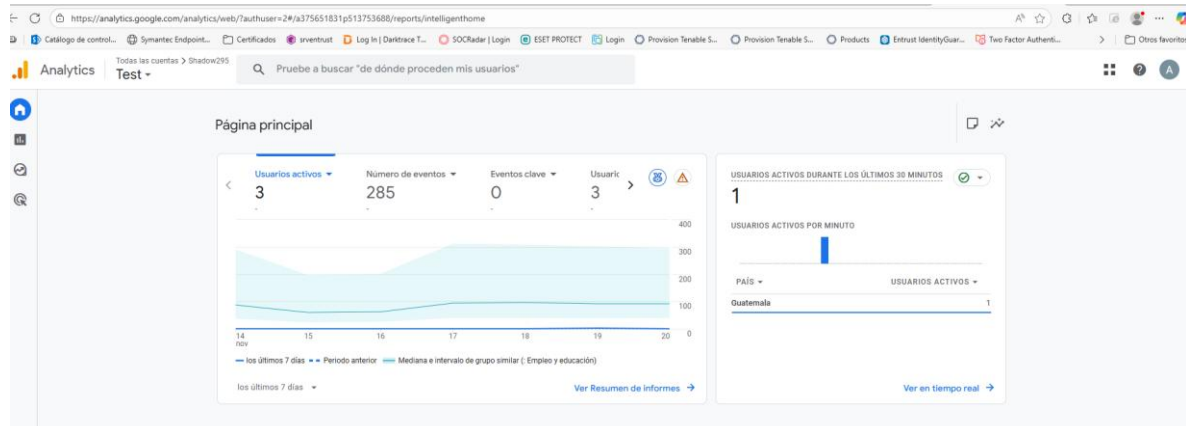 https://analytics.google.com/analytics/web/?authuser=2#/a375651831p513753688/reports/intelligenthome
Catálogo de control... Symantec Endpoint... Certificados srventrust Log In | Darktrace T... SOCRadar | Login ESET PROTECT Login Provision Tenable S... Provision Tenable S... Products Entrust IdentityGuar... Two Factor Authenti... Otros favoritos
Todas las cuentas > Shadow295
Analytics Test
Pruebe a buscar "de dónde proceden mis usuarios"
A
Página principal
Usuarios activos Número de eventos Eventos clave Usuaric
3 285 0 3
400
300
200
100
0
14 15 16 17 18 19 20
nov
los últimos 7 días Periodo anterior Mediana e intervalo de grupo similar (: Empleo y educación)
los últimos 7 días Ver Resumen de informes
USUARIOS ACTIVOS DURANTE LOS ÚLTIMOS 30 MINUTOS
1
USUARIOS ACTIVOS POR MINUTO
PAÍS USUARIOS ACTIVOS
Guatemala 1
Ver en tiempo real